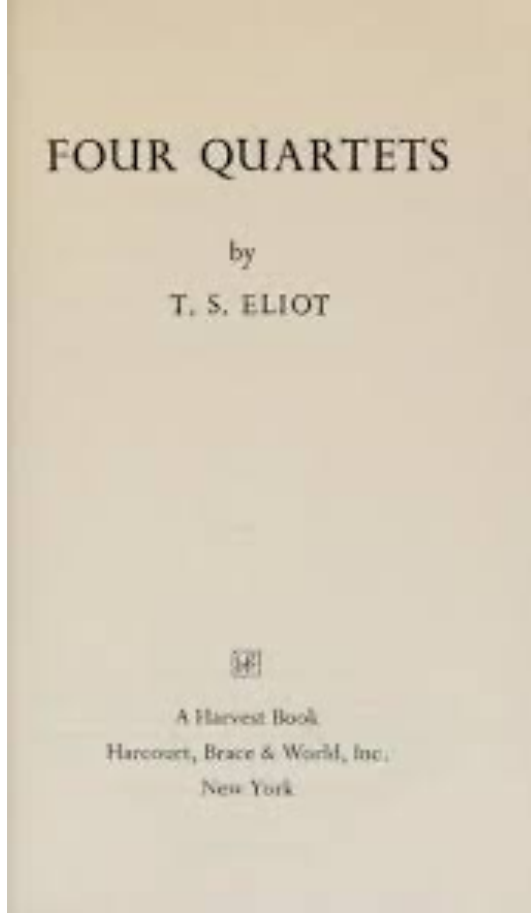 FOUR QUARTETS
by
T. S. ELIOT
A Harvest Book
Harcourt, Brace & World, Inc.
New York